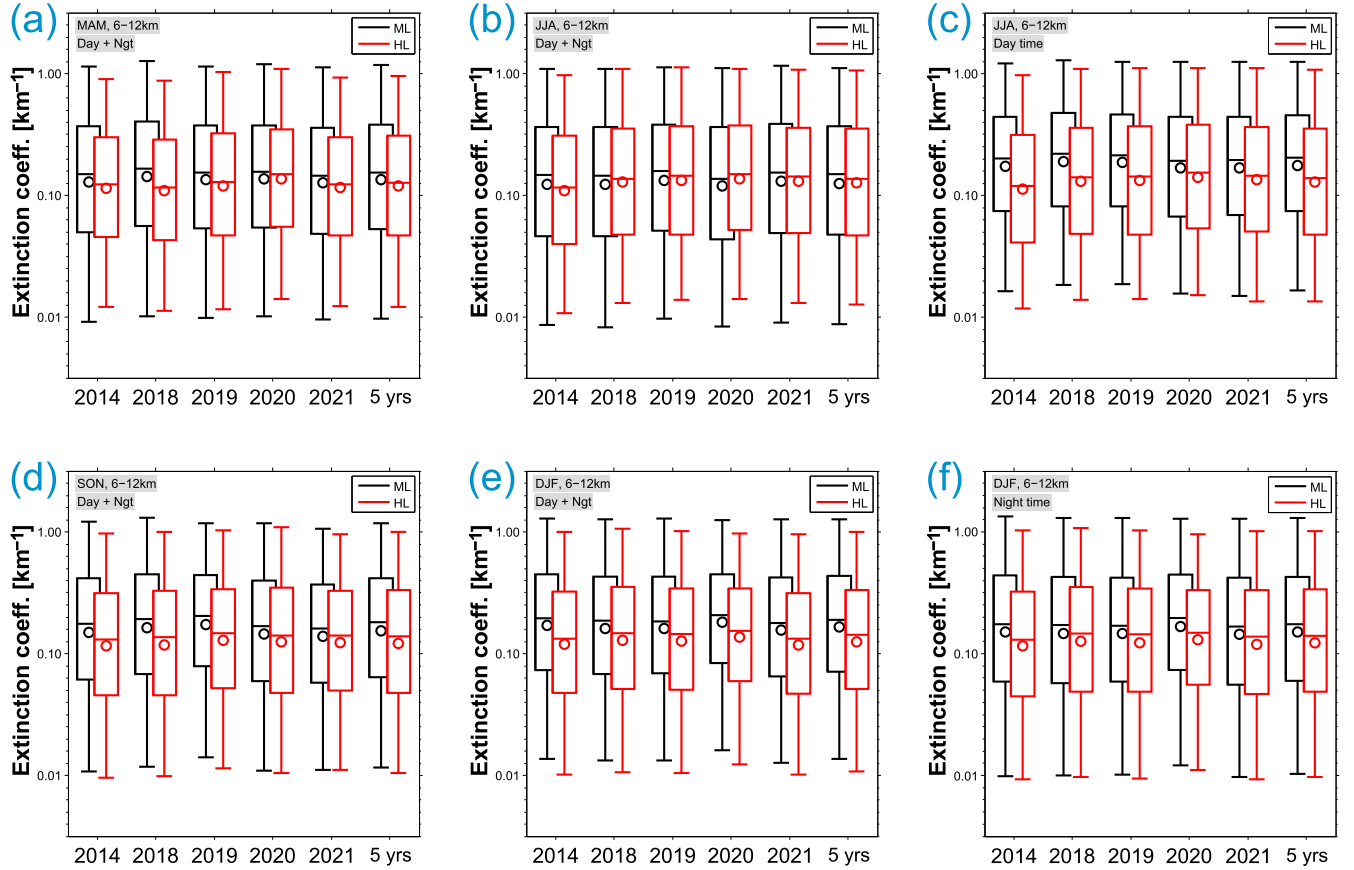 (a)
MAM, 6−12km
Day + Ngt
ML
HL
Extinction coeff. [km−1]
1.00
0.10
0.01
2014 2018 2019 2020 2021 5 yrs
(b)
JJA, 6−12km
Day + Ngt
ML
HL
Extinction coeff. [km−1]
1.00
0.10
0.01
2014 2018 2019 2020 2021 5 yrs
(c)
JJA, 6−12km
Day time
ML
HL
Extinction coeff. [km−1]
1.00
0.10
0.01
2014 2018 2019 2020 2021 5 yrs
(d)
SON, 6−12km
Day + Ngt
ML
HL
Extinction coeff. [km−1]
1.00
0.10
0.01
2014 2018 2019 2020 2021 5 yrs
(e)
DJF, 6−12km
Day + Ngt
ML
HL
Extinction coeff. [km−1]
1.00
0.10
0.01
2014 2018 2019 2020 2021 5 yrs
(f)
DJF, 6−12km
Night time
ML
HL
Extinction coeff. [km−1]
1.00
0.10
0.01
2014 2018 2019 2020 2021 5 yrs